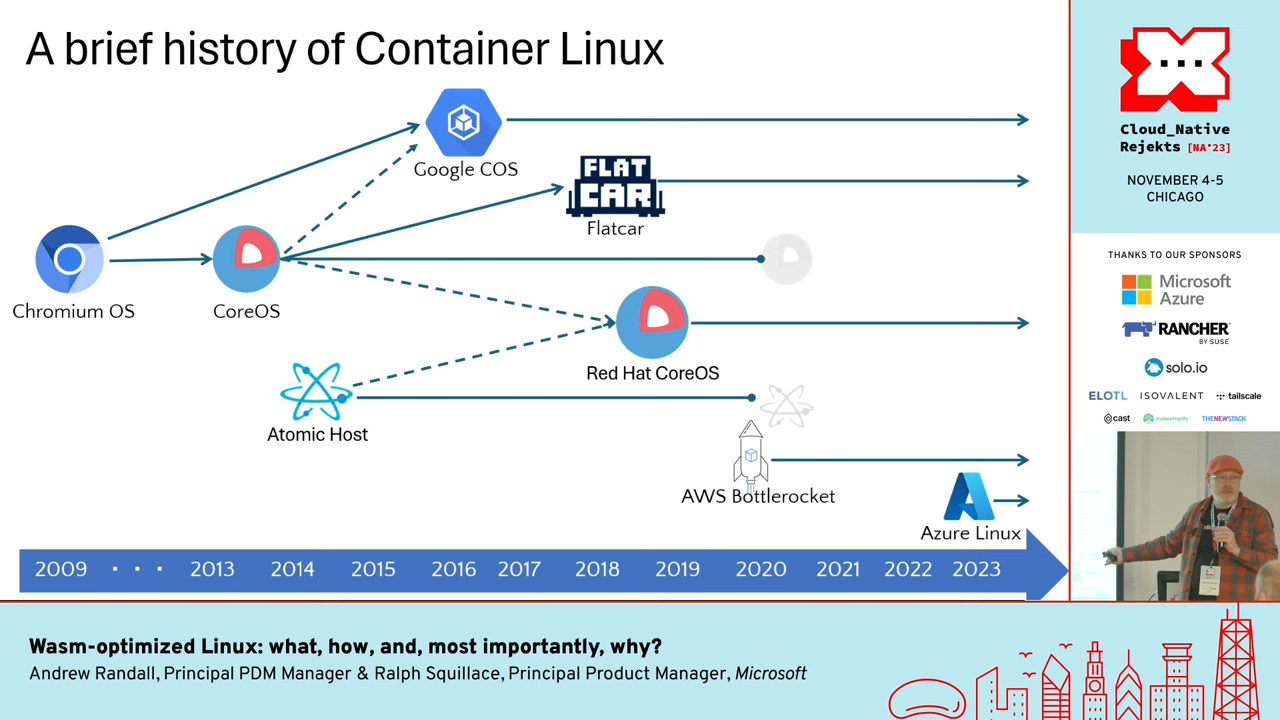 A brief history of Container Linux
Google COS
FLAT
CAR
Flatcar
Chromium OS
CoreOS
Red Hat CoreOS
Atomic Host
AWS Bottlerocket
Azure Linux
2009 · · · 2013 2014 2015 2016 2017 2018 2019 2020 2021 2022 2023
Cloud_Native
Rejekts [NA'23]
NOVEMBER 4-5
CHICAGO
THANKS TO OUR SPONSORS
Microsoft
Azure
RANCHER
BY SUSE
solo.io
ELOTL ISOVALENT tailscale
cast kubesimplify THENEWSTACK
Wasm-optimized Linux: what, how, and, most importantly, why?
Andrew Randall, Principal PDM Manager & Ralph Squillace, Principal Product Manager, Microsoft